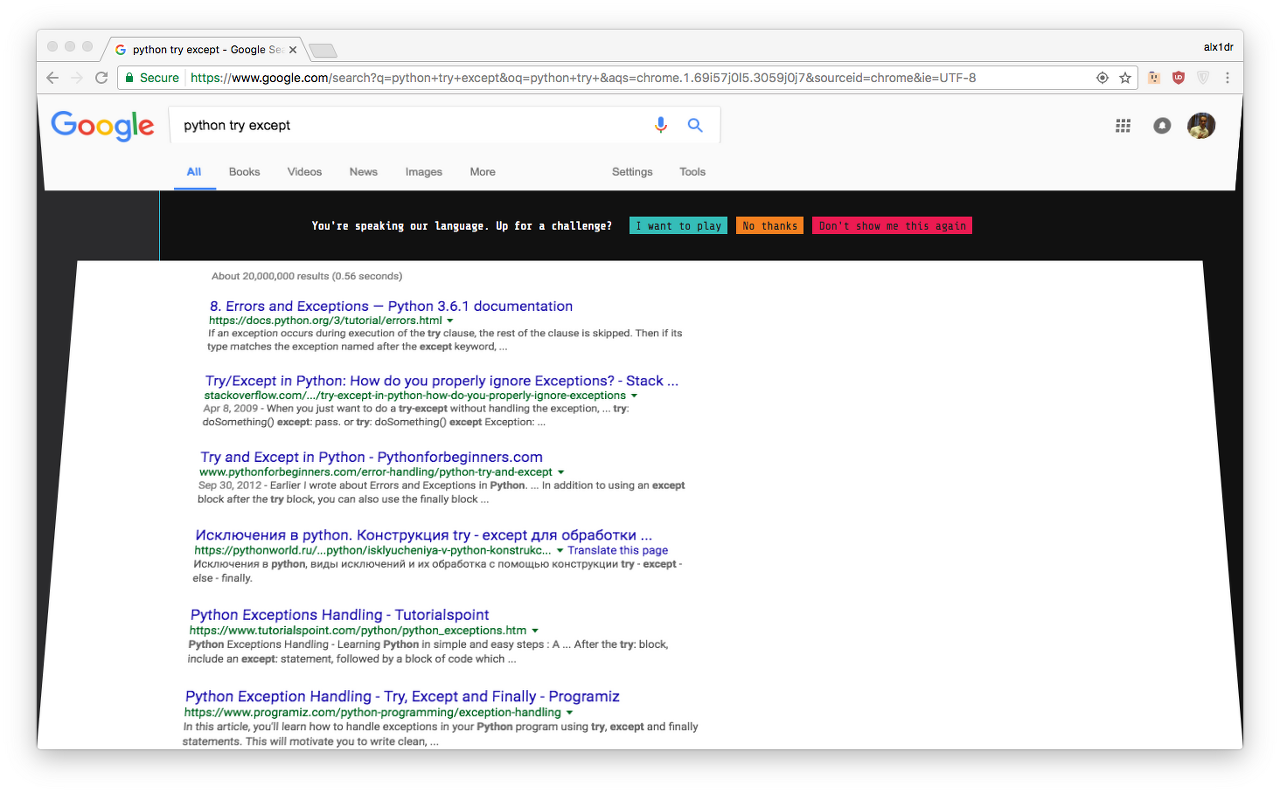 python try except - Google Se
alx1dr
Secure
https://www.google.com/search?q=python+try+except&oq=python+try+&aqs=chrome.1.69i57j0l5.3059j0j7&sourceid=chrome&ie=UTF-8
Google
python try except
All Books Videos News Images More Settings Tools
You're speaking our language. Up for a challenge? I want to play No thanks Don't show me this again
About 20,000,000 results (0.56 seconds)
8. Errors and Exceptions — Python 3.6.1 documentation
https://docs.python.org/3/tutorial/errors.html
If an exception occurs during execution of the try clause, the rest of the clause is skipped. Then if its
type matches the exception named after the except keyword, ...
Try/Except in Python: How do you properly ignore Exceptions? - Stack ...
stackoverflow.com/.../try-except-in-python-how-do-you-properly-ignore-exceptions
Apr 8, 2009 - When you just want to do a try-except without handling the exception, ... try:
doSomething() except: pass. or try: doSomething() except Exception: ...
Try and Except in Python - Pythonforbeginners.com
www.pythonforbeginners.com/error-handling/python-try-and-except
Sep 30, 2012 - Earlier I wrote about Errors and Exceptions in Python. ... In addition to using an except
block after the try block, you can also use the finally block ...
Исключения в python. Конструкция try - except для обработки ...
https://pythonworld.ru/...python/isklyucheniya-v-python-konstrukc... Translate this page
Исключения в python, виды исключений и их обработка с помощью конструкции try - except -
else - finally.
Python Exceptions Handling - Tutorialspoint
https://www.tutorialspoint.com/python/python_exceptions.htm
Python Exceptions Handling - Learning Python in simple and easy steps : A ... After the try: block,
include an except: statement, followed by a block of code which ...
Python Exception Handling - Try, Except and Finally - Programiz
https://www.programiz.com/python-programming/exception-handling
In this article, you'll learn how to handle exceptions in your Python program using try, except and finally
statements. This will motivate you to write clean, ...